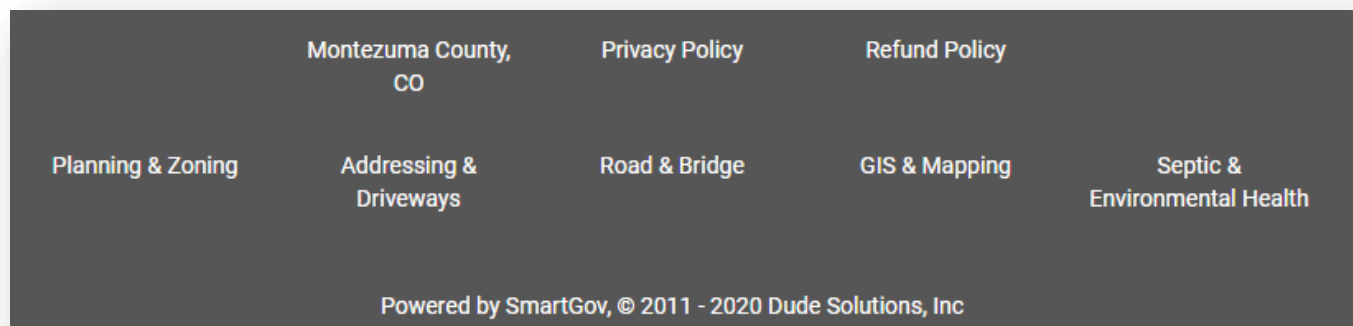 Montezuma County,
CO
Privacy Policy
Refund Policy
Planning & Zoning
Addressing &
Driveways
Road & Bridge
GIS & Mapping
Septic &
Environmental Health
Powered by SmartGov, © 2011 - 2020 Dude Solutions, Inc